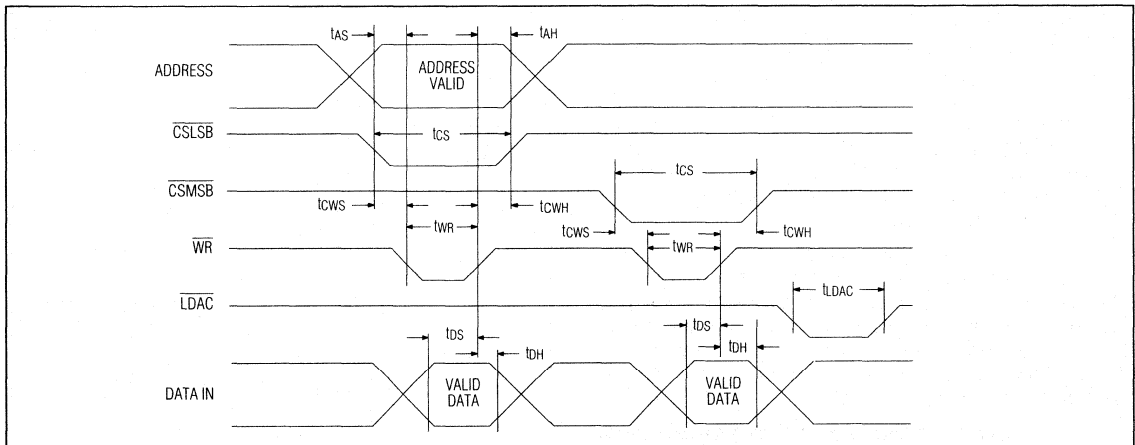 tAS
tAH
ADDRESS
ADDRESS
VALID
CSLSB
tCS
CSMSB
tCS
tCWS
tCWH
tWR
tCWS
tCWH
tWR
WR
LDAC
tLDAC
tDS
tDH
tDS
tDH
DATA IN
VALID
DATA
VALID
DATA